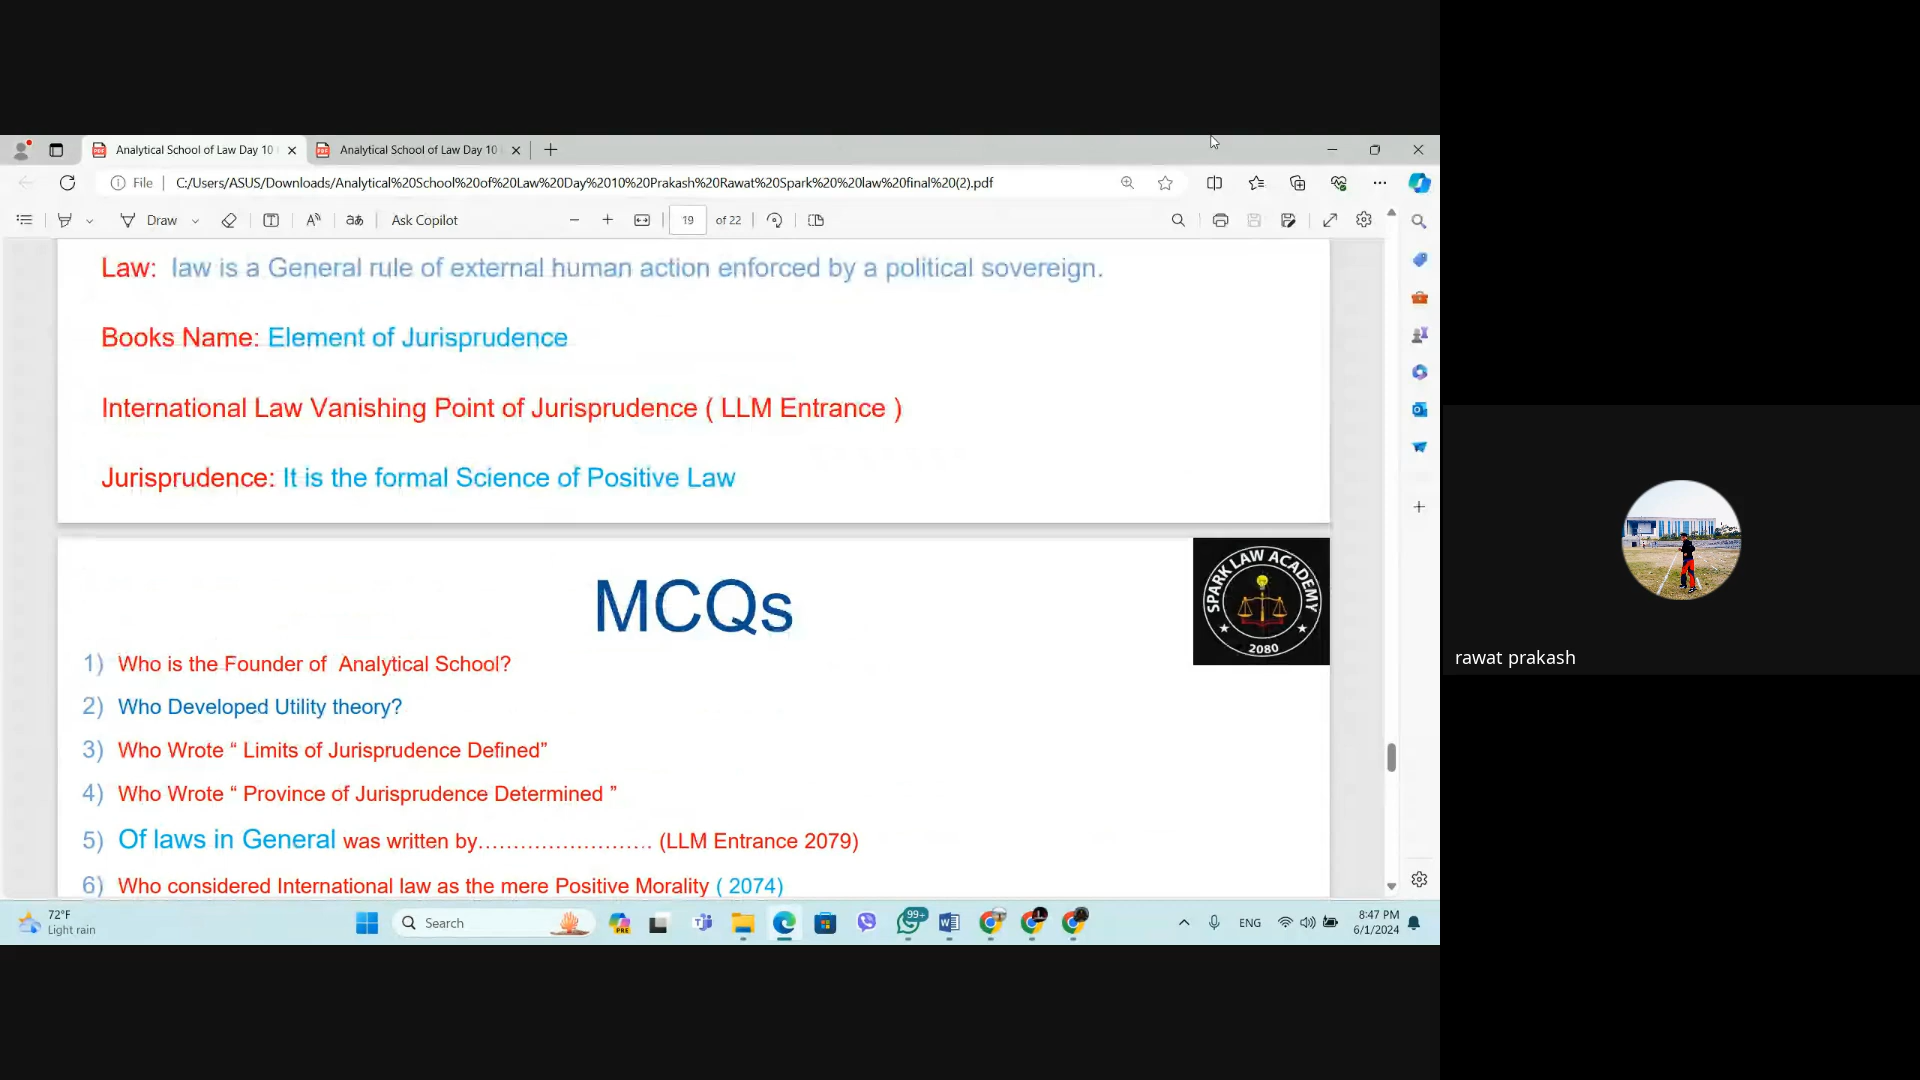 Analytical School of Law Day 10
Analytical School of Law Day 10
File
C:/Users/ASUS/Downloads/Analytical%20School%20of%20Law%20Day%2010%20Prakash%20Rawat%20Spark%20%20law%20final%20(2).pdf
Draw
aあ
Ask Copilot
19
of 22
Law: law is a General rule of external human action enforced by a political sovereign.
Books Name: Element of Jurisprudence
International Law Vanishing Point of Jurisprudence ( LLM Entrance )
Jurisprudence: It is the formal Science of Positive Law
MCQs
SPARK LAW ACADEMY
2080
1) Who is the Founder of Analytical School?
2) Who Developed Utility theory?
3) Who Wrote “ Limits of Jurisprudence Defined”
4) Who Wrote “ Province of Jurisprudence Determined ”
5) Of laws in General was written by......................... (LLM Entrance 2079)
6) Who considered International law as the mere Positive Morality ( 2074)
rawat prakash
72°F
Light rain
Search
PRE
99+
ENG
8:47 PM
6/1/2024